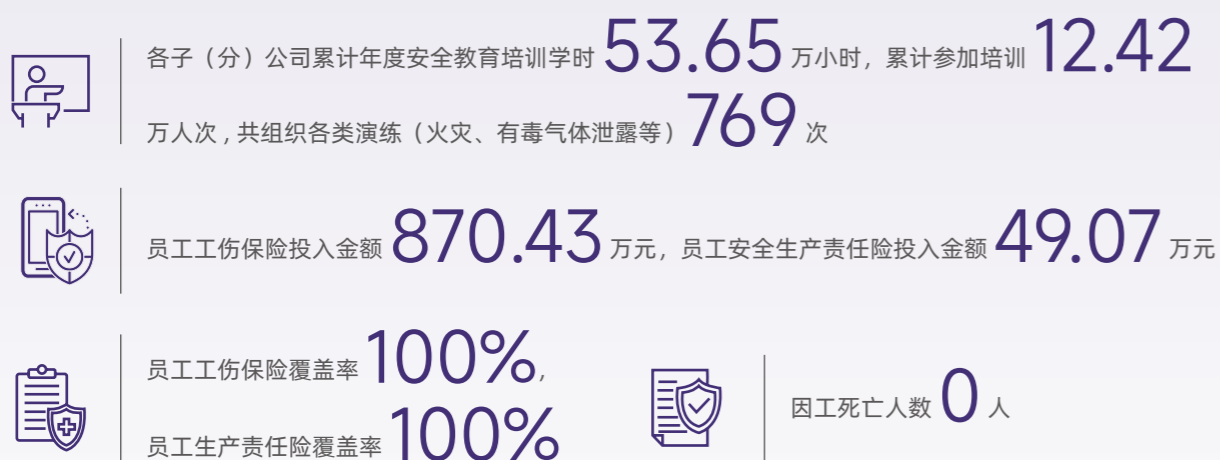 各子（分）公司累计年度安全教育培训学时 53.65 万小时，累计参加培训 12.42
万人次 , 共组织各类演练（火灾、有毒气体泄露等）769 次
员工工伤保险投入金额 870.43 万元，员工安全生产责任险投入金额 49.07 万元
员工工伤保险覆盖率 100%,
员工生产责任险覆盖率 100%
因工死亡人数 0 人